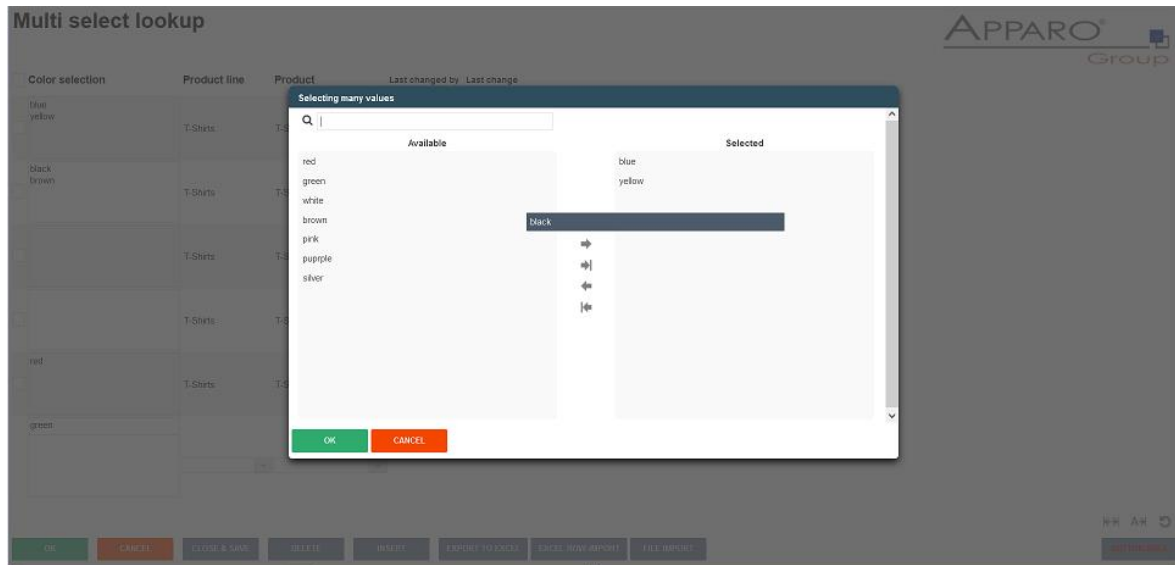 Multi select lookup
APPARO
Group
Color selection Product line Product Last changed by Last change
blue
yellow
T-Shirts T-S
black
brown
T-Shirts T-S
T-Shirts T-S
T-Shirts T-S
red
T-Shirts T-S
green
Selecting many values
Available Selected
red blue
green yellow
white
brown black
pink
puprple
silver
OK CANCEL
OK CANCEL CLOSE & SAVE DELETE INSERT EXPORT TO EXCEL EXCEL ROW IMPORT FILE IMPORT